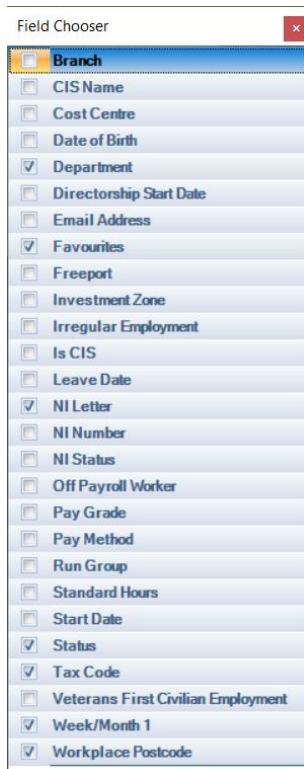 Field Chooser
Branch
CIS Name
Cost Centre
Date of Birth
Department
Directorship Start Date
Email Address
Favourites
Freeport
Investment Zone
Irregular Employment
Is CIS
Leave Date
NI Letter
NI Number
NI Status
Off Payroll Worker
Pay Grade
Pay Method
Run Group
Standard Hours
Start Date
Status
Tax Code
Veterans First Civilian Employment
Week/Month 1
Workplace Postcode